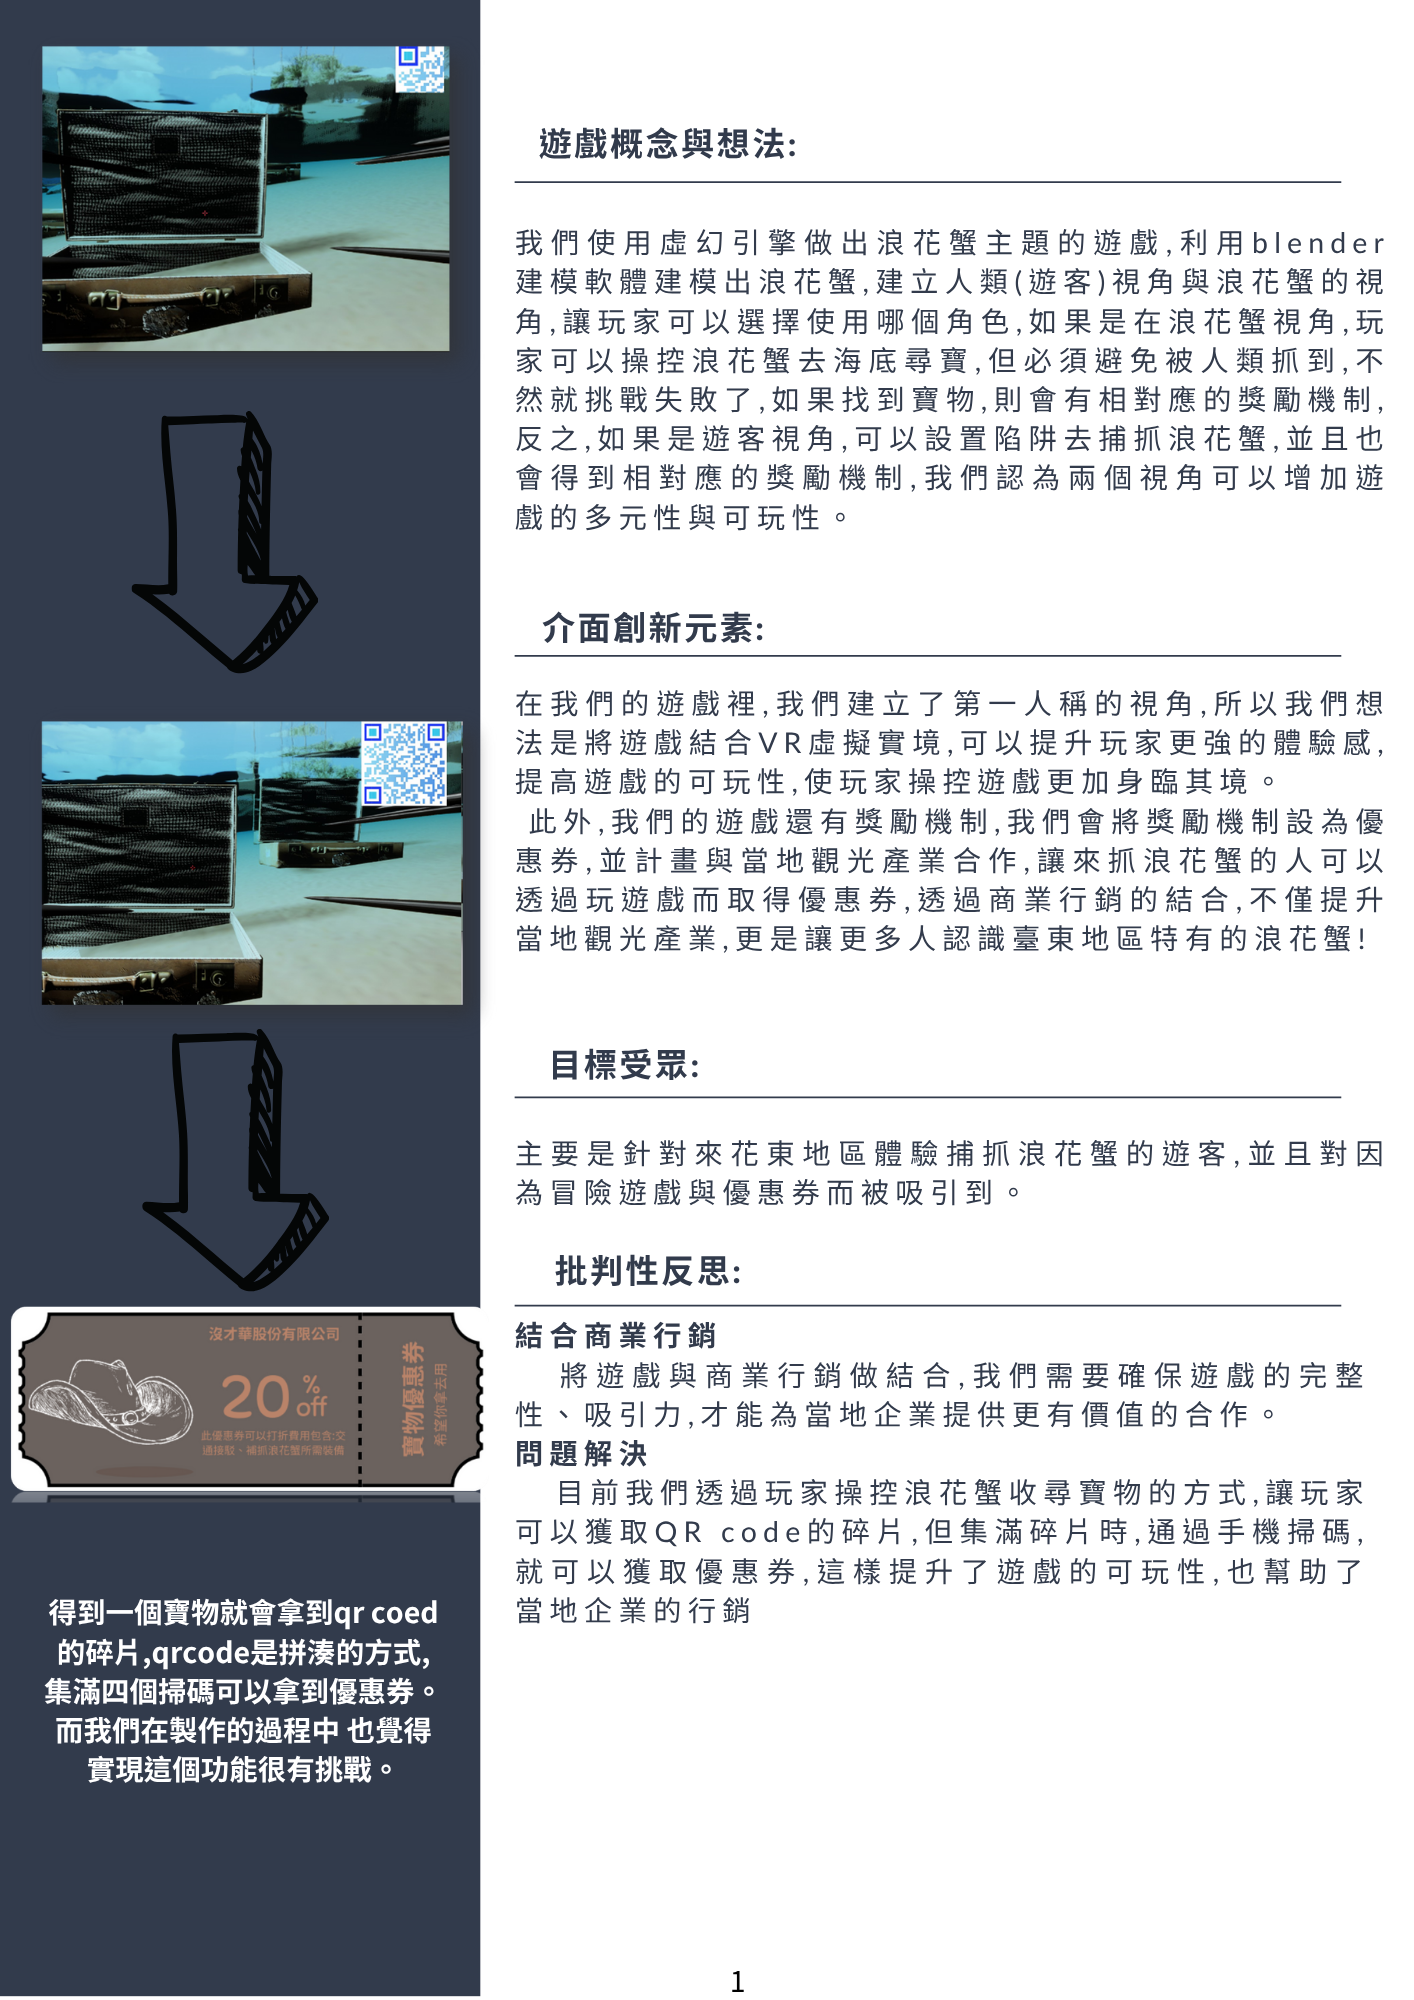 遊戲概念與想法:
我們使用虛幻引擎做出浪花蟹主題的遊戲,利用blender
建模軟體建模出浪花蟹,建立人類(遊客)視角與浪花蟹的視
角,讓玩家可以選擇使用哪個角色,如果是在浪花蟹視角,玩
家可以操控浪花蟹去海底尋寶,但必須避免被人類抓到,不
然就挑戰失敗了,如果找到寶物,則會有相對應的獎勵機制,
反之,如果是遊客視角,可以設置陷阱去捕抓浪花蟹,並且也
會得到相對應的獎勵機制,我們認為兩個視角可以增加遊
戲的多元性與可玩性。
介面創新元素:
在我們的遊戲裡,我們建立了第一人稱的視角,所以我們想
法是將遊戲結合VR虛擬實境,可以提升玩家更強的體驗感,
提高遊戲的可玩性,使玩家操控遊戲更加身臨其境。
此外,我們的遊戲還有獎勵機制,我們會將獎勵機制設為優
惠券,並計畫與當地觀光產業合作,讓來抓浪花蟹的人可以
透過玩遊戲而取得優惠券,透過商業行銷的結合,不僅提升
當地觀光產業,更是讓更多人認識臺東地區特有的浪花蟹!
目標受眾:
主要是針對來花東地區體驗捕抓浪花蟹的遊客,並且對因
為冒險遊戲與優惠券而被吸引到。
批判性反思:
結合商業行銷
將遊戲與商業行銷做結合,我們需要確保遊戲的完整
性、吸引力,才能為當地企業提供更有價值的合作。
問題解決
目前我們透過玩家操控浪花蟹收尋寶物的方式,讓玩家
可以獲取QR code的碎片,但集滿碎片時,通過手機掃碼,
就可以獲取優惠券,這樣提升了遊戲的可玩性,也幫助了
當地企業的行銷
沒才華股份有限公司
20 % off
此優惠券可以打折費用包含:交
通接駁、補抓浪花蟹所需裝備
寶物優惠券
希望你拿去用
得到一個寶物就會拿到qr coed
的碎片,qrcode是拼湊的方式,
集滿四個掃碼可以拿到優惠券。
而我們在製作的過程中 也覺得
實現這個功能很有挑戰。
1